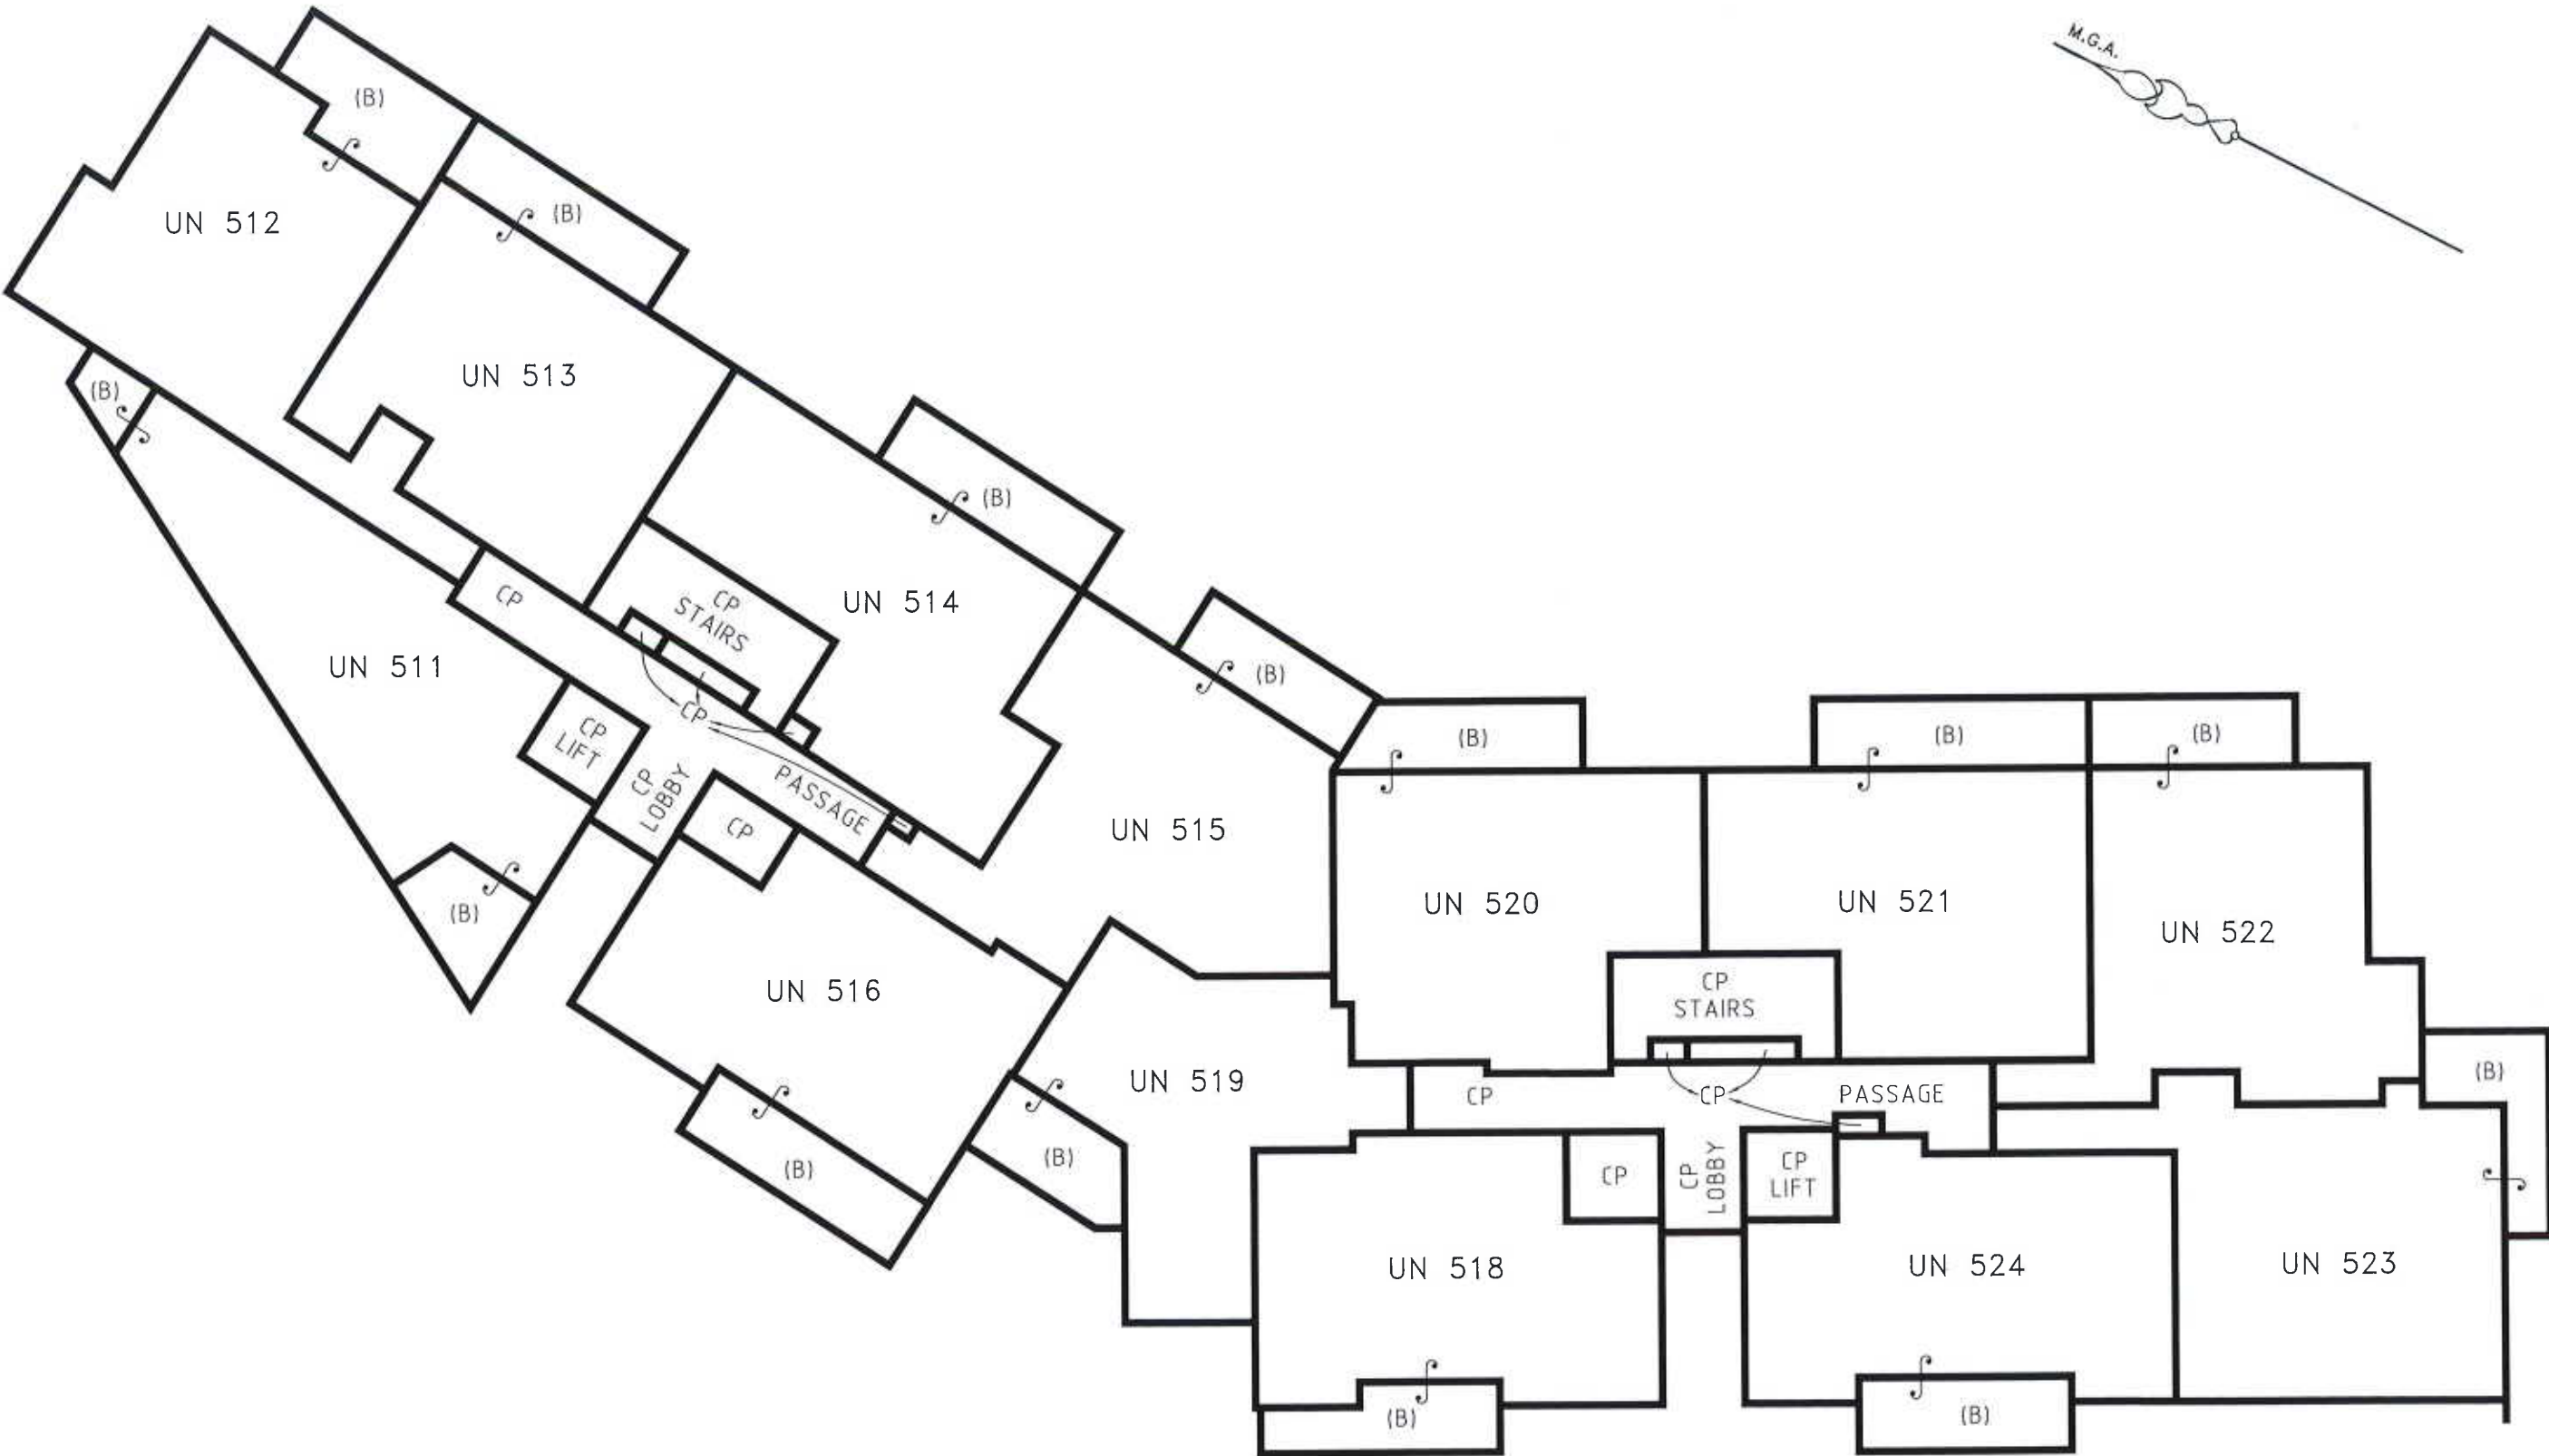 M.G.A.
(B)
UN 512
(B)
UN 513
(B)
(B)
UN 514
CP
STAIRS
CP
UN 511
(B)
CP
CP
LIFT
CP
LOBBY
PASSAGE
CP
(B)
UN 515
(B)
UN 516
(B)
(B)
UN 519
(B)
(B)
(B)
UN 520
UN 521
UN 522
CP
STAIRS
CP
CP
PASSAGE
(B)
CP
CP
LOBBY
CP
LIFT
UN 518
UN 524
UN 523
(B)
(B)